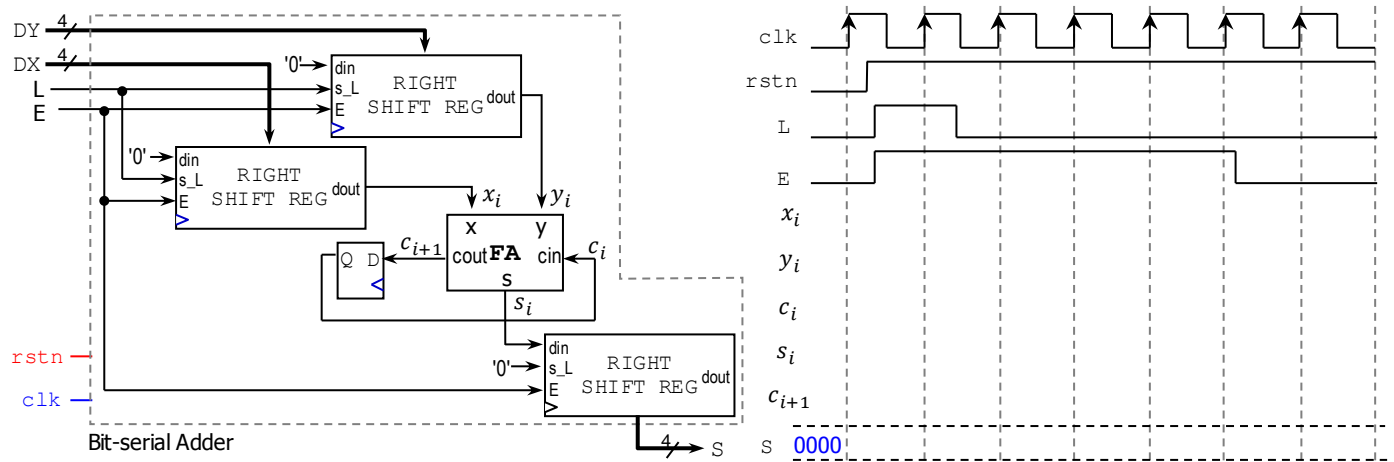 DY 4
DX 4
L
E
'0' din
s_L
E
RIGHT
SHIFT REG
dout
'0' din
s_L
E
RIGHT
SHIFT REG
dout
x_i y_i
x y
cout FA cin
s
c_{i+1}
c_i
Q D
s_i
din
'0' s_L
E
RIGHT
SHIFT REG
dout
rstn
clk
Bit-serial Adder
4 S
clk
rstn
L
E
x_i
y_i
c_i
s_i
c_{i+1}
S 0000